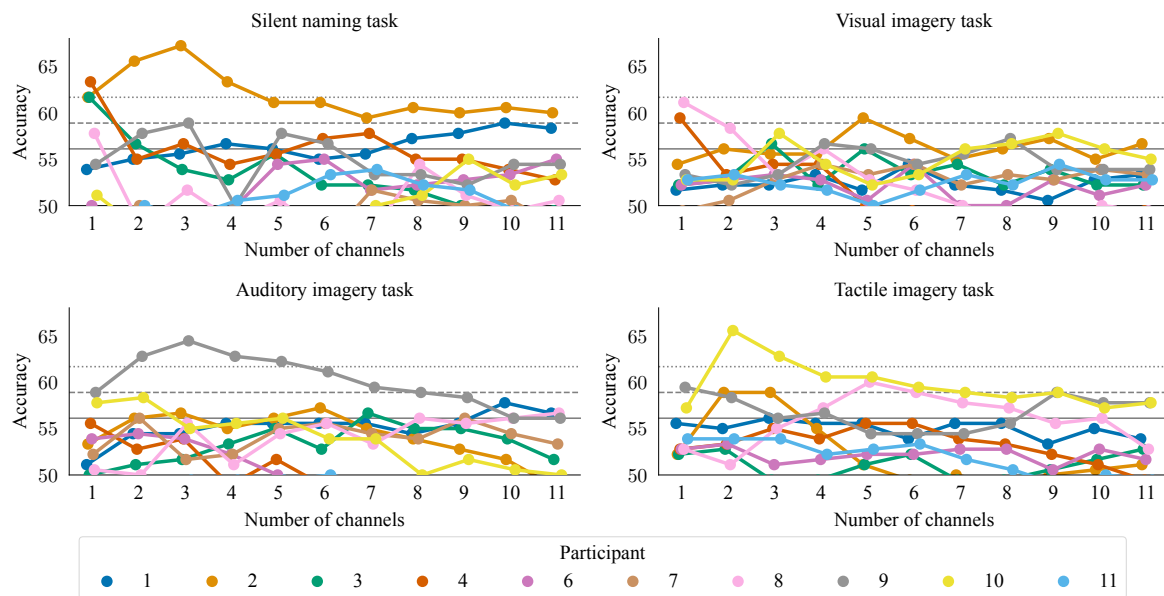 Silent naming task
Visual imagery task
Accuracy
65
60
55
50
1 2 3 4 5 6 7 8 9 10 11
Number of channels
Accuracy
65
60
55
50
1 2 3 4 5 6 7 8 9 10 11
Number of channels
Auditory imagery task
Tactile imagery task
Accuracy
65
60
55
50
1 2 3 4 5 6 7 8 9 10 11
Number of channels
Accuracy
65
60
55
50
1 2 3 4 5 6 7 8 9 10 11
Number of channels
Participant
1 2 3 4 6 7 8 9 10 11